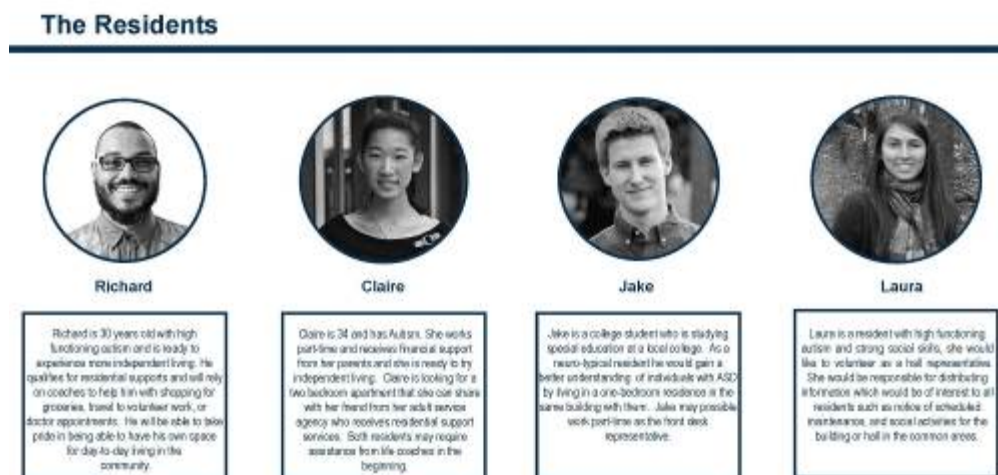 The Residents
Richard
Claire
Jake
Laura
Richard is 30 years old with high
functioning autism and is ready to
experience more independent living. He
qualifies for residential supports and will rely
on coaches to help him with shopping for
groceries, travel to volunteer work, or
doctor appointments. He will be able to take
pride in being able to have his own space
for day-to-day living in the
community.
Claire is 34 and has Autism. She works
part-time and receives financial support
from her parents and she is ready to try
independent living. Claire is looking for a
two bedroom apartment that she can share
with her friend from her adult service
agency who receives residential support
services. Both residents may require
assistance from life coaches in the
beginning.
Jake is a college student who is studying
special education at a local college. As a
neuro-typical resident he would gain a
better understanding of individuals with ASD
by living in a one-bedroom residence in the
same building with them. Jake may possible
work part-time as the front desk
representative.
Laura is a resident with high functioning
autism and strong social skills, she would
like to volunteer as a hall representative.
She would be responsible for distributing
information which would be of interest to all
residents such as notice of scheduled
maintenance, and social activities for the
building or hall in the common areas.